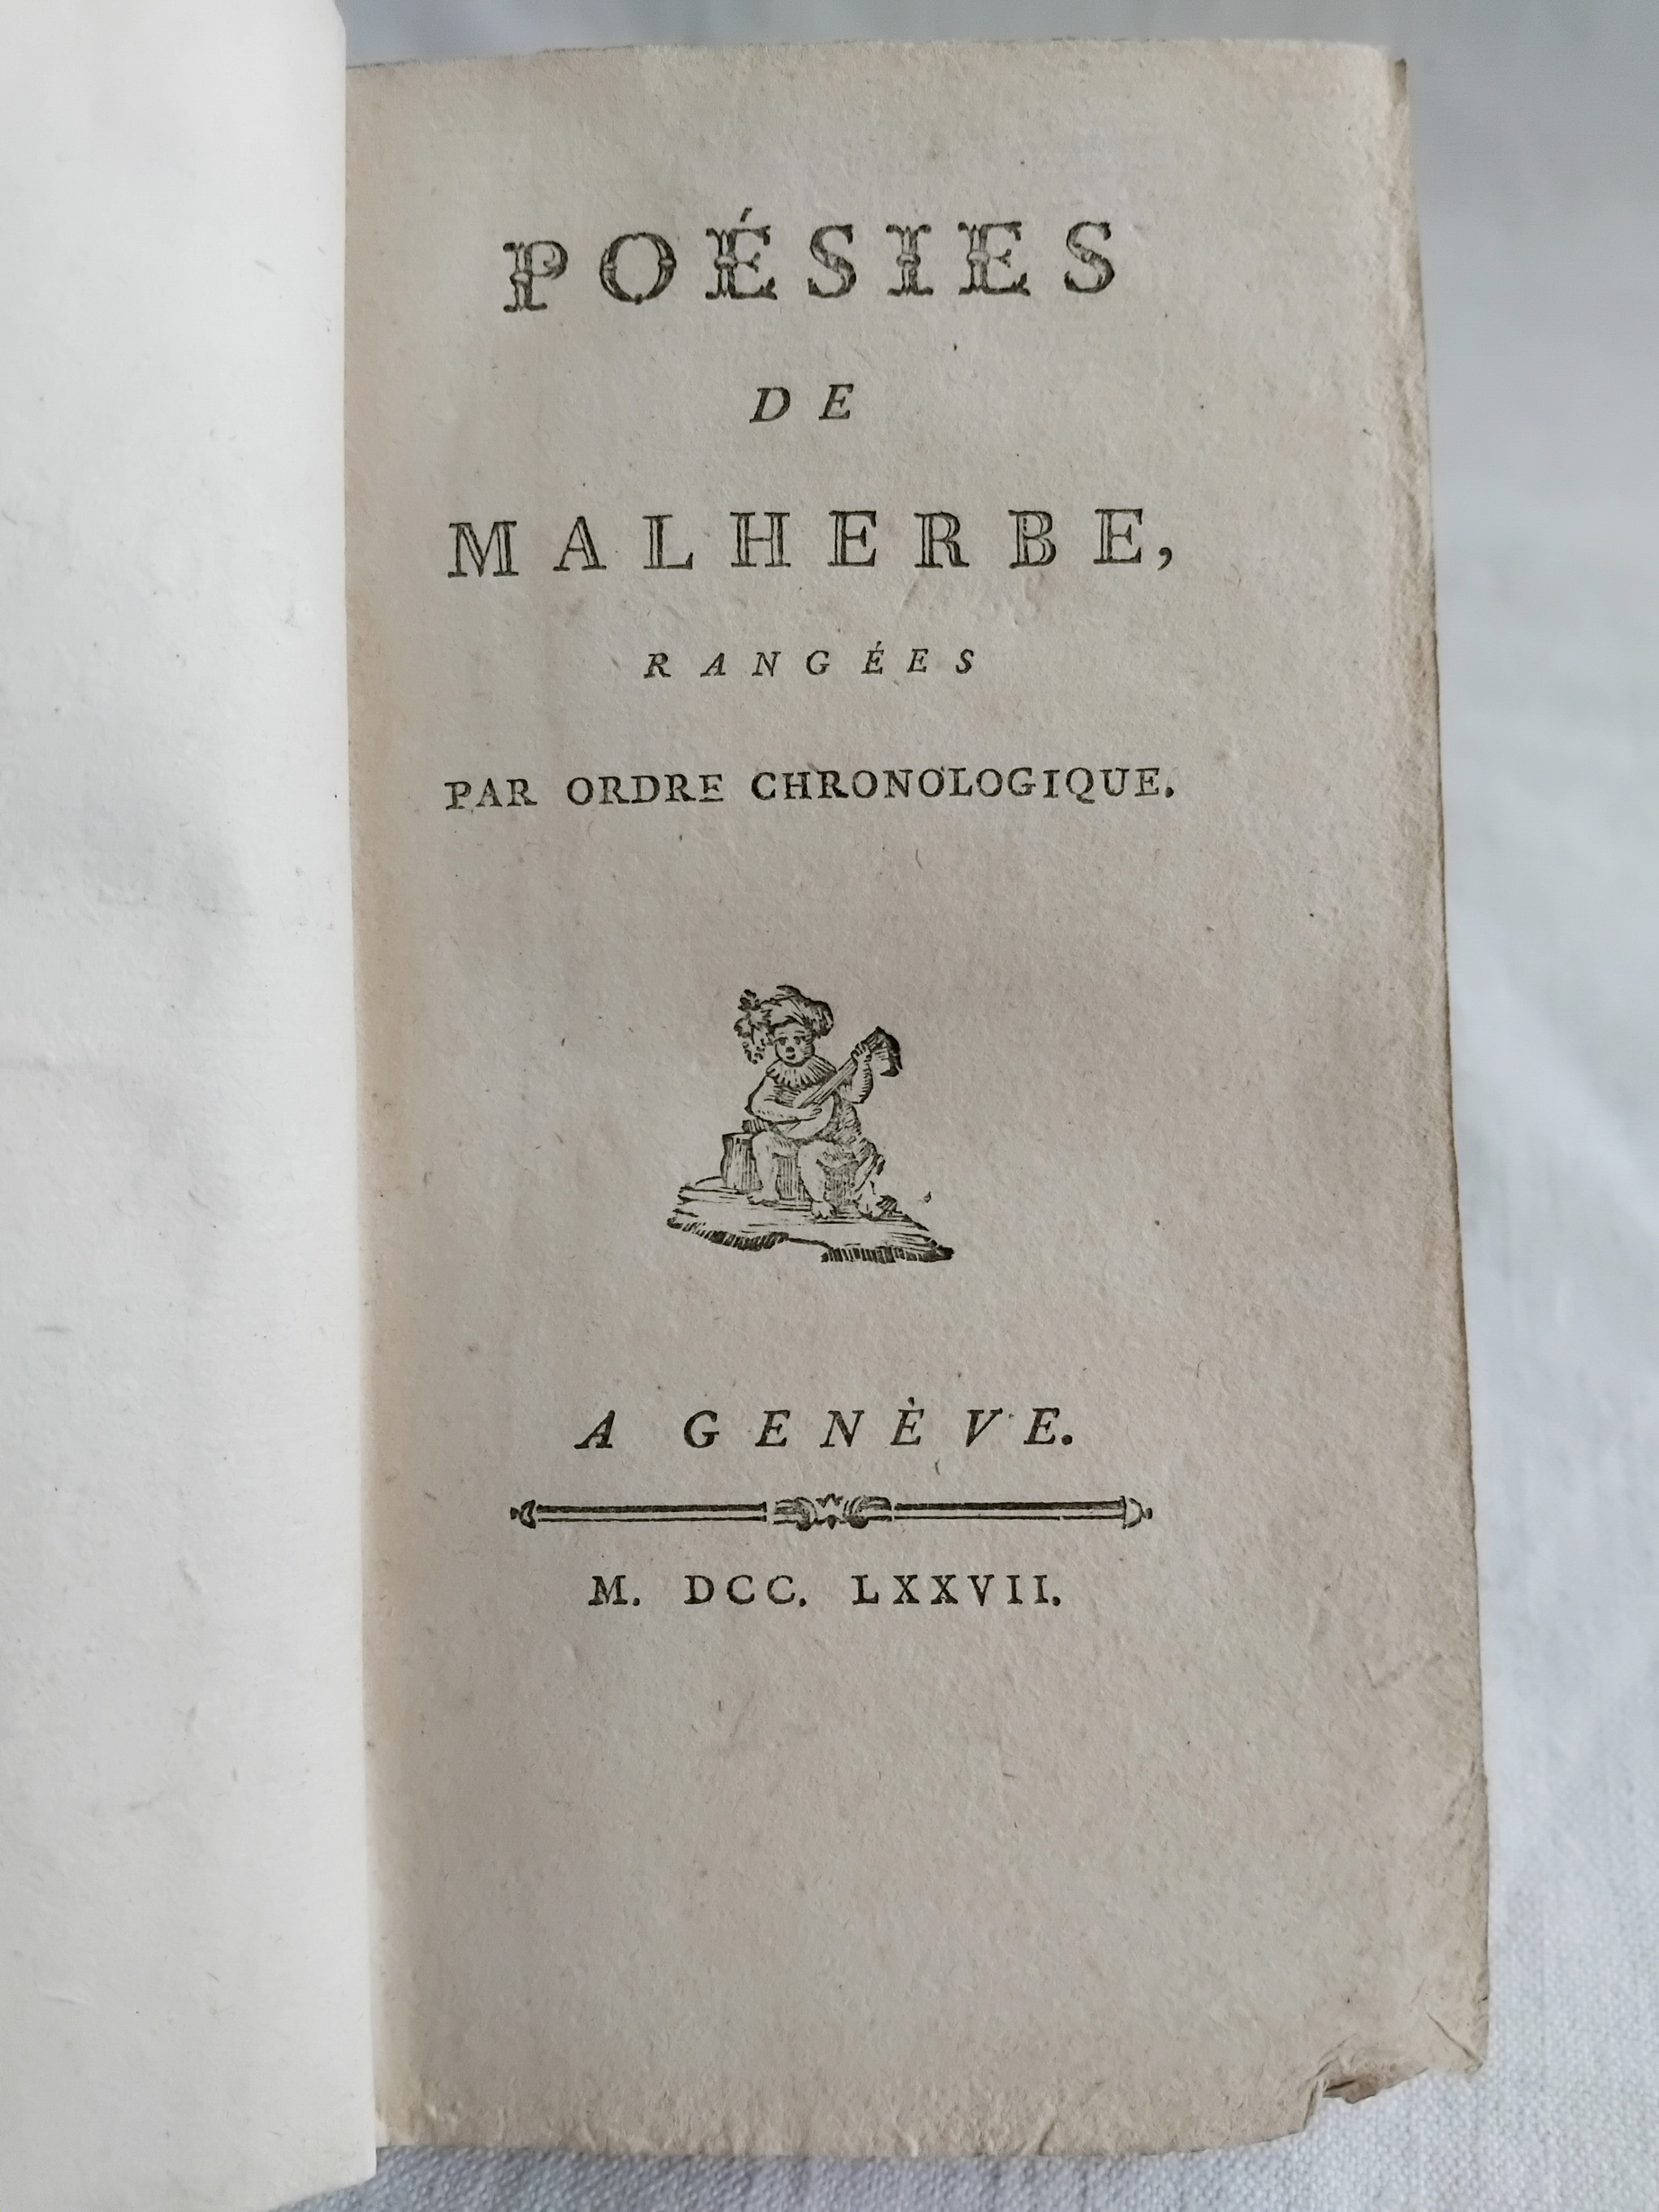 POÉSIES
DE
MALHERBE,
RANGÉES
PAR ORDRE CHRONOLOGIQUE.
A GENÈVE.
M. DCC. LXXVII.